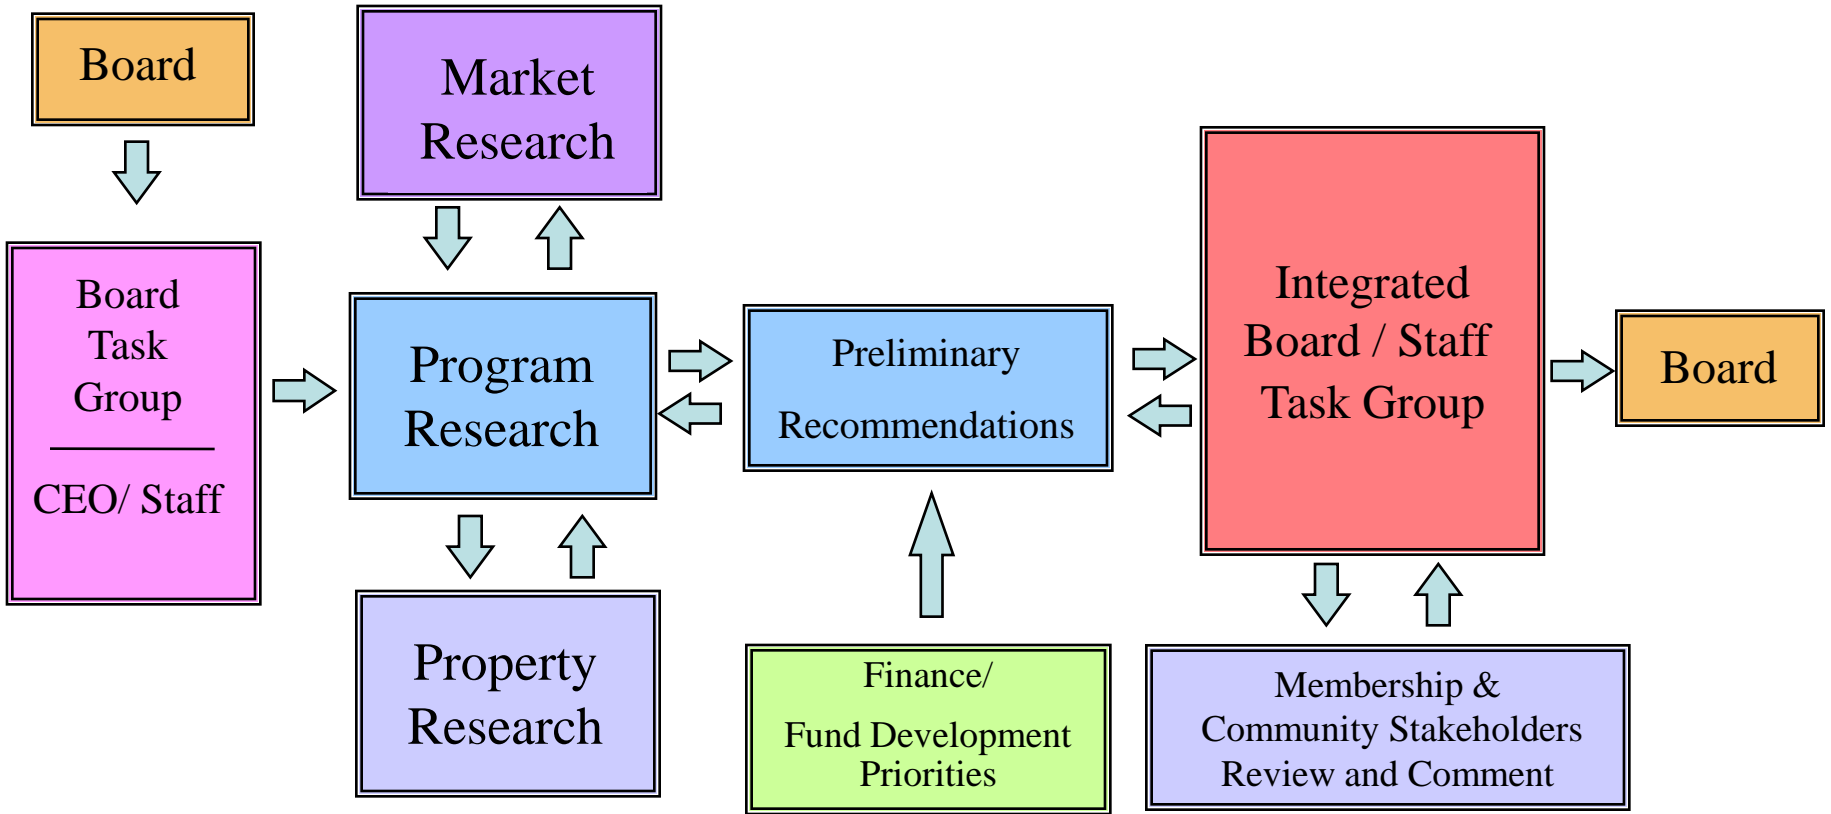 Board
Board
Task
Group
CEO/ Staff
Market
Research
Program
Research
Property
Research
Preliminary
Recommendations
Finance/
Fund Development
Priorities
Integrated
Board / Staff
Task Group
Membership &
Community Stakeholders
Review and Comment
Board